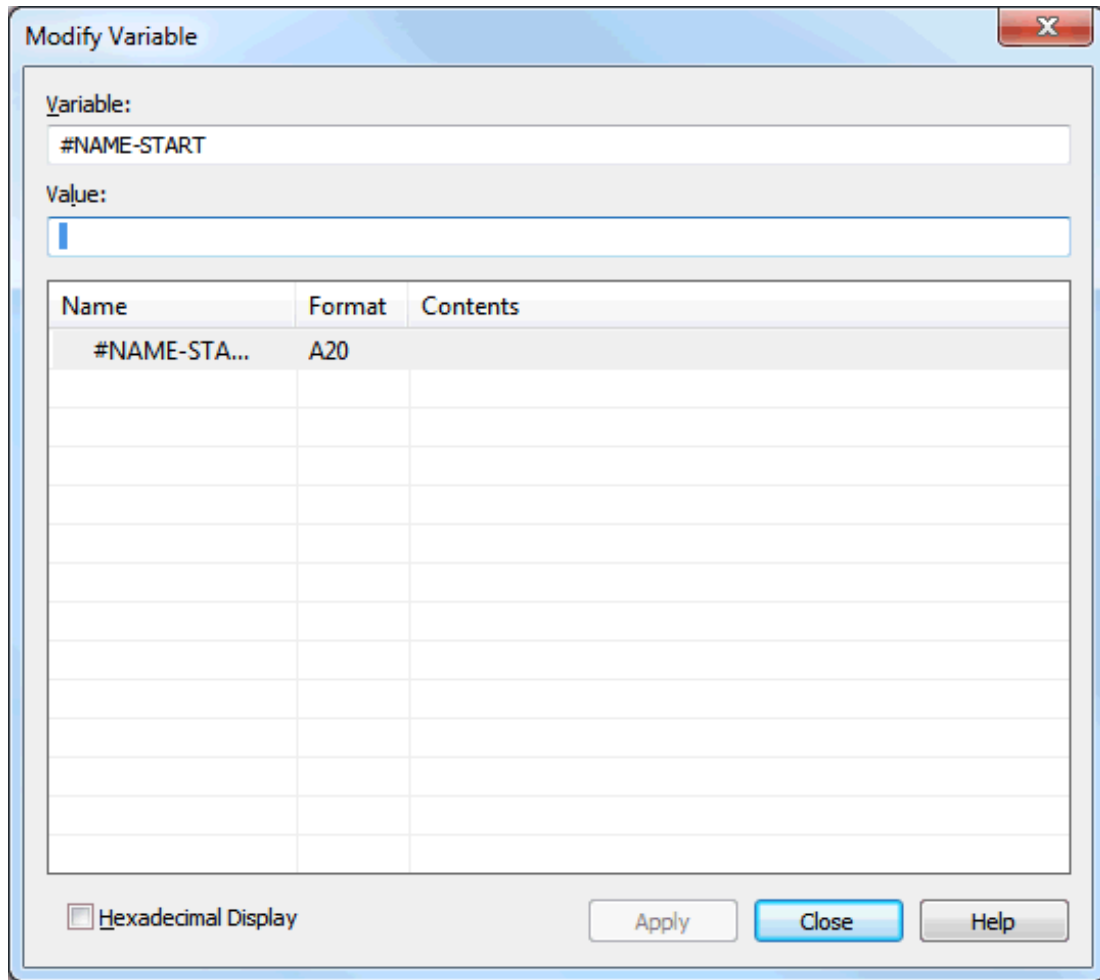 Modify Variable
Variable:
#NAME-START
Value:
Name Format Contents
#NAME-STA... A20
Hexadecimal Display Apply Close Help